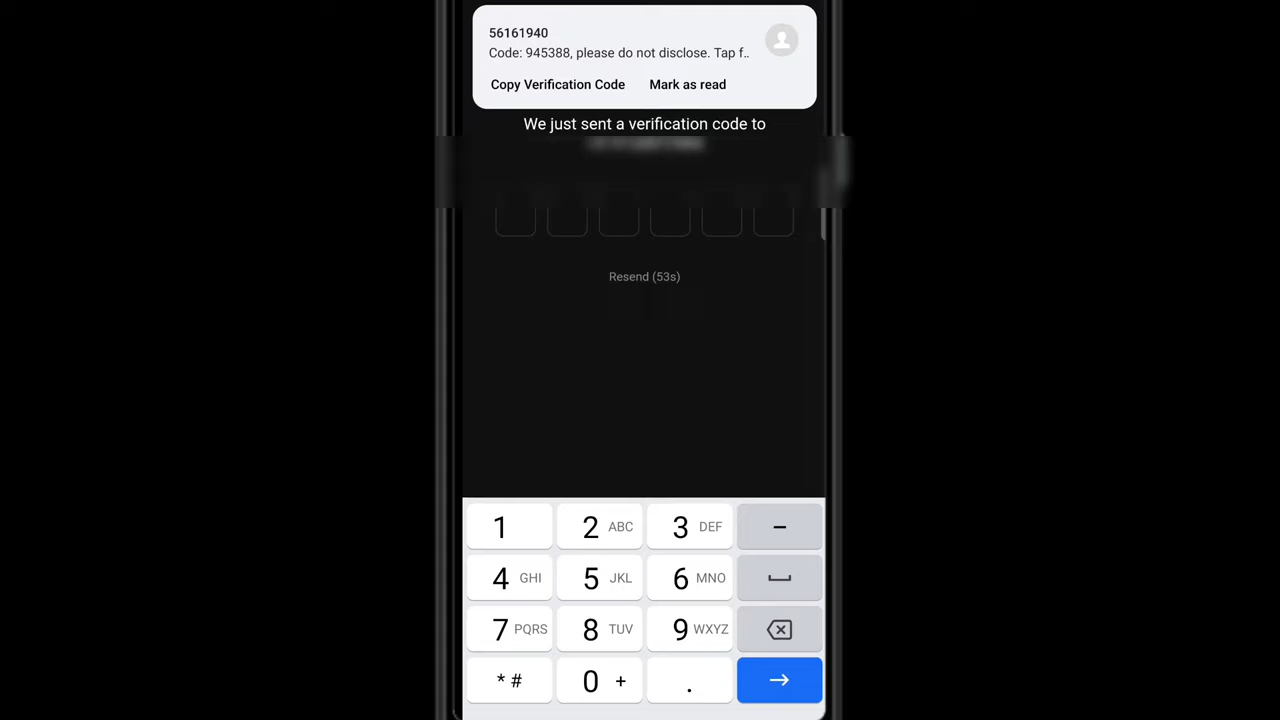 56161940
Code: 945388, please do not disclose. Tap f..
Copy Verification Code Mark as read
We just sent a verification code to
Resend (53s)
1 2 ABC 3 DEF -
4 GHI 5 JKL 6 MNO
7 PQRS 8 TUV 9 WXYZ
* # 0 + .